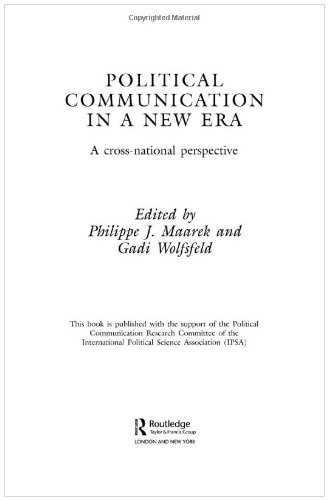 Copyrighted Material
POLITICAL
COMMUNICATION
IN A NEW ERA
A cross-national perspective
Edited by
Philippe J. Maarek and
Gadi Wolfsfeld
This book is published with the support of the Political
Communication Research Committee of the
International Political Science Association (IPSA)
Routledge
Taylor & Francis Group
LONDON AND NEW YORK